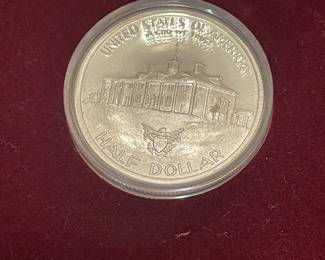 UNITED STATES OF AMERICA
HALF DOLLAR